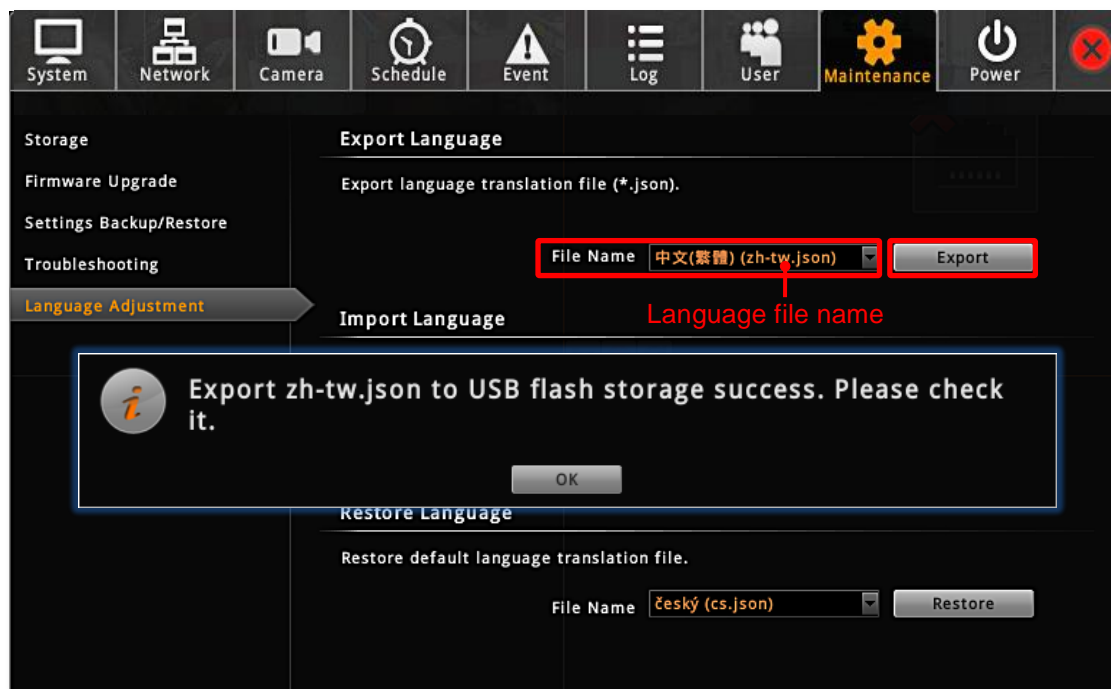 System
Network
Camera
Schedule
Event
Log
User
Maintenance
Power
Storage
Firmware Upgrade
Settings Backup/Restore
Troubleshooting
Language Adjustment
Export Language
Export language translation file (*.json).
File Name 中文(繁體) (zh-tw.json) Export
Language file name
Import Language
Export zh-tw.json to USB flash storage success. Please check
it.
OK
Restore Language
Restore default language translation file.
File Name český (cs.json) Restore